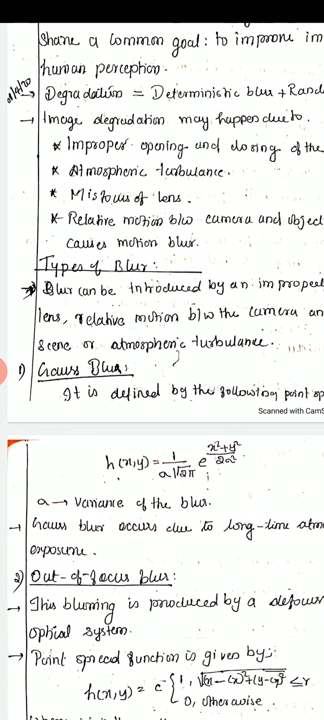 Share a common goal: to improve im
human perception.
→ Degradation = Deterministic blur + Rand
→ Image degradation may happen due to.
* Improper opening and closing of the
* Atmospheric turbulance.
* Misfocus of lens.
* Relative motion b/w camera and object
causes motion blur.
Types of Blur:
→ Blur can be introduced by an impropel
lens, relative motion b/w the camera an
scene or atmospheric turbulance.
1) Gauss Blur:
It is defined by the following point sp
Scanned with CamS
h(x,y) = 1/(a√2π) e^(x²+y²/2a²)
a → variance of the blur.
→ Gauss blur occurs due to long-time atm
exposure.
2) Out-of-focus blur:
→ This blurring is produced by a defocus
optical system.
→ Point spread function is given by:
h(x,y) = c { 1, √(x-cx)²+(y-cy)² ≤ r
0, otherwise.